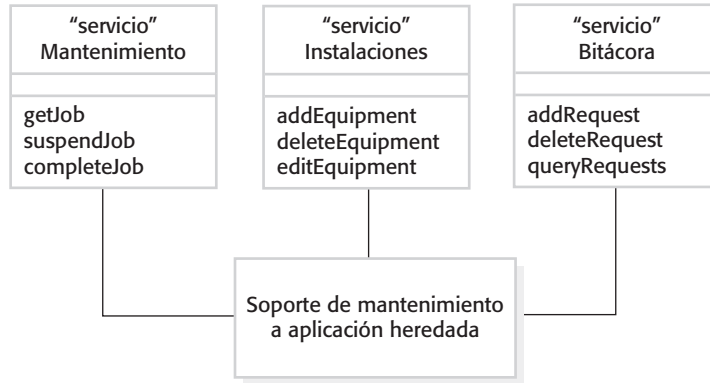 “servicio”
Mantenimiento
getJob
suspendJob
completeJob
“servicio”
Instalaciones
addEquipment
deleteEquipment
editEquipment
“servicio”
Bitácora
addRequest
deleteRequest
queryRequests
Soporte de mantenimiento
a aplicación heredada